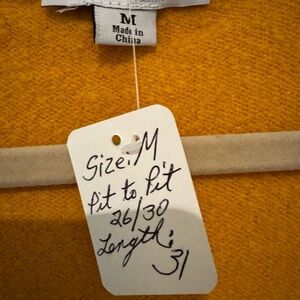 M
Made in
China
Size: M
Pit to Pit
26/30
Length:
31